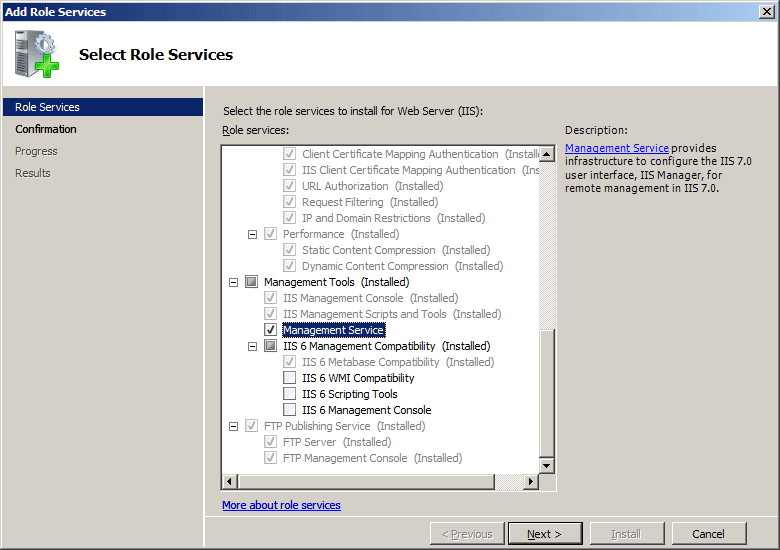 Add Role Services
Select Role Services
Role Services
Confirmation
Progress
Results
Select the role services to install for Web Server (IIS):
Role services:
Client Certificate Mapping Authentication (Install
IIS Client Certificate Mapping Authentication (Ins
URL Authorization (Installed)
Request Filtering (Installed)
IP and Domain Restrictions (Installed)
Performance (Installed)
Static Content Compression (Installed)
Dynamic Content Compression (Installed)
Management Tools (Installed)
IIS Management Console (Installed)
IIS Management Scripts and Tools (Installed)
Management Service
IIS 6 Management Compatibility (Installed)
IIS 6 Metabase Compatibility (Installed)
IIS 6 WMI Compatibility
IIS 6 Scripting Tools
IIS 6 Management Console
FTP Publishing Service (Installed)
FTP Server (Installed)
FTP Management Console (Installed)
Description:
Management Service provides
infrastructure to configure the IIS 7.0
user interface, IIS Manager, for
remote management in IIS 7.0.
More about role services
< Previous
Next >
Install
Cancel